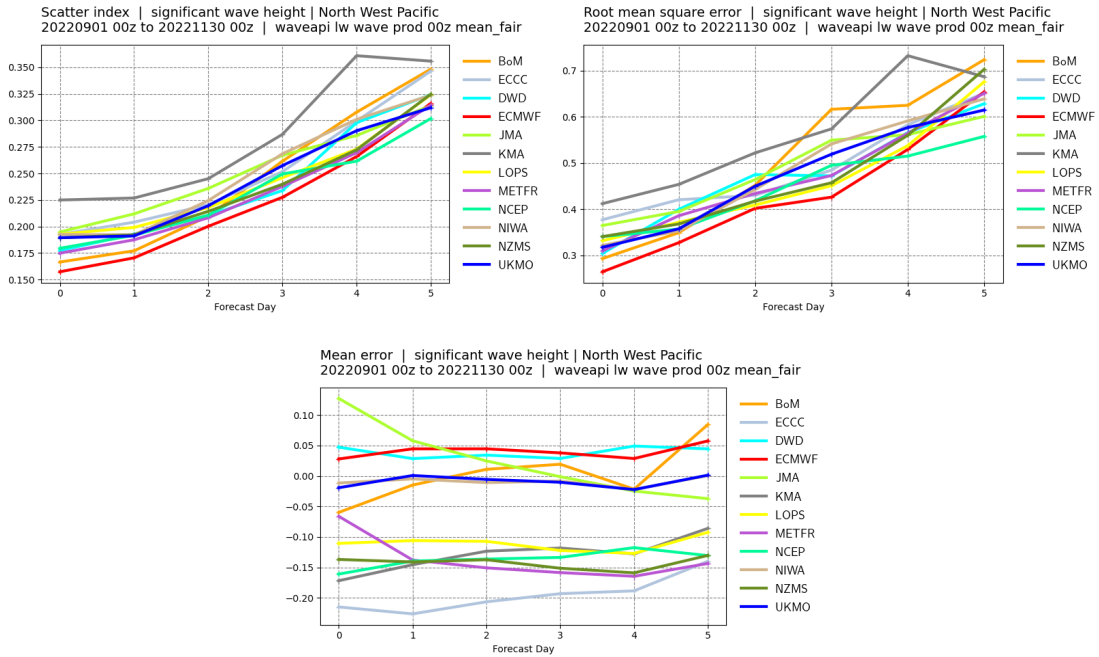 Scatter index | significant wave height | North West Pacific
20220901 00z to 20221130 00z | waveapi lw wave prod 00z mean_fair
0.350
0.325
0.300
0.275
0.250
0.225
0.200
0.175
0.150
0
1
2
3
4
5
Forecast Day
BoM
ECCC
DWD
ECMWF
JMA
KMA
LOPS
METFR
NCEP
NIWA
NZMS
UKMO
Root mean square error | significant wave height | North West Pacific
20220901 00z to 20221130 00z | waveapi lw wave prod 00z mean_fair
0.7
0.6
0.5
0.4
0.3
0
1
2
3
4
5
Forecast Day
BoM
ECCC
DWD
ECMWF
JMA
KMA
LOPS
METFR
NCEP
NIWA
NZMS
UKMO
Mean error | significant wave height | North West Pacific
20220901 00z to 20221130 00z | waveapi lw wave prod 00z mean_fair
0.10
0.05
0.00
−0.05
−0.10
−0.15
−0.20
0
1
2
3
4
5
Forecast Day
BoM
ECCC
DWD
ECMWF
JMA
KMA
LOPS
METFR
NCEP
NIWA
NZMS
UKMO